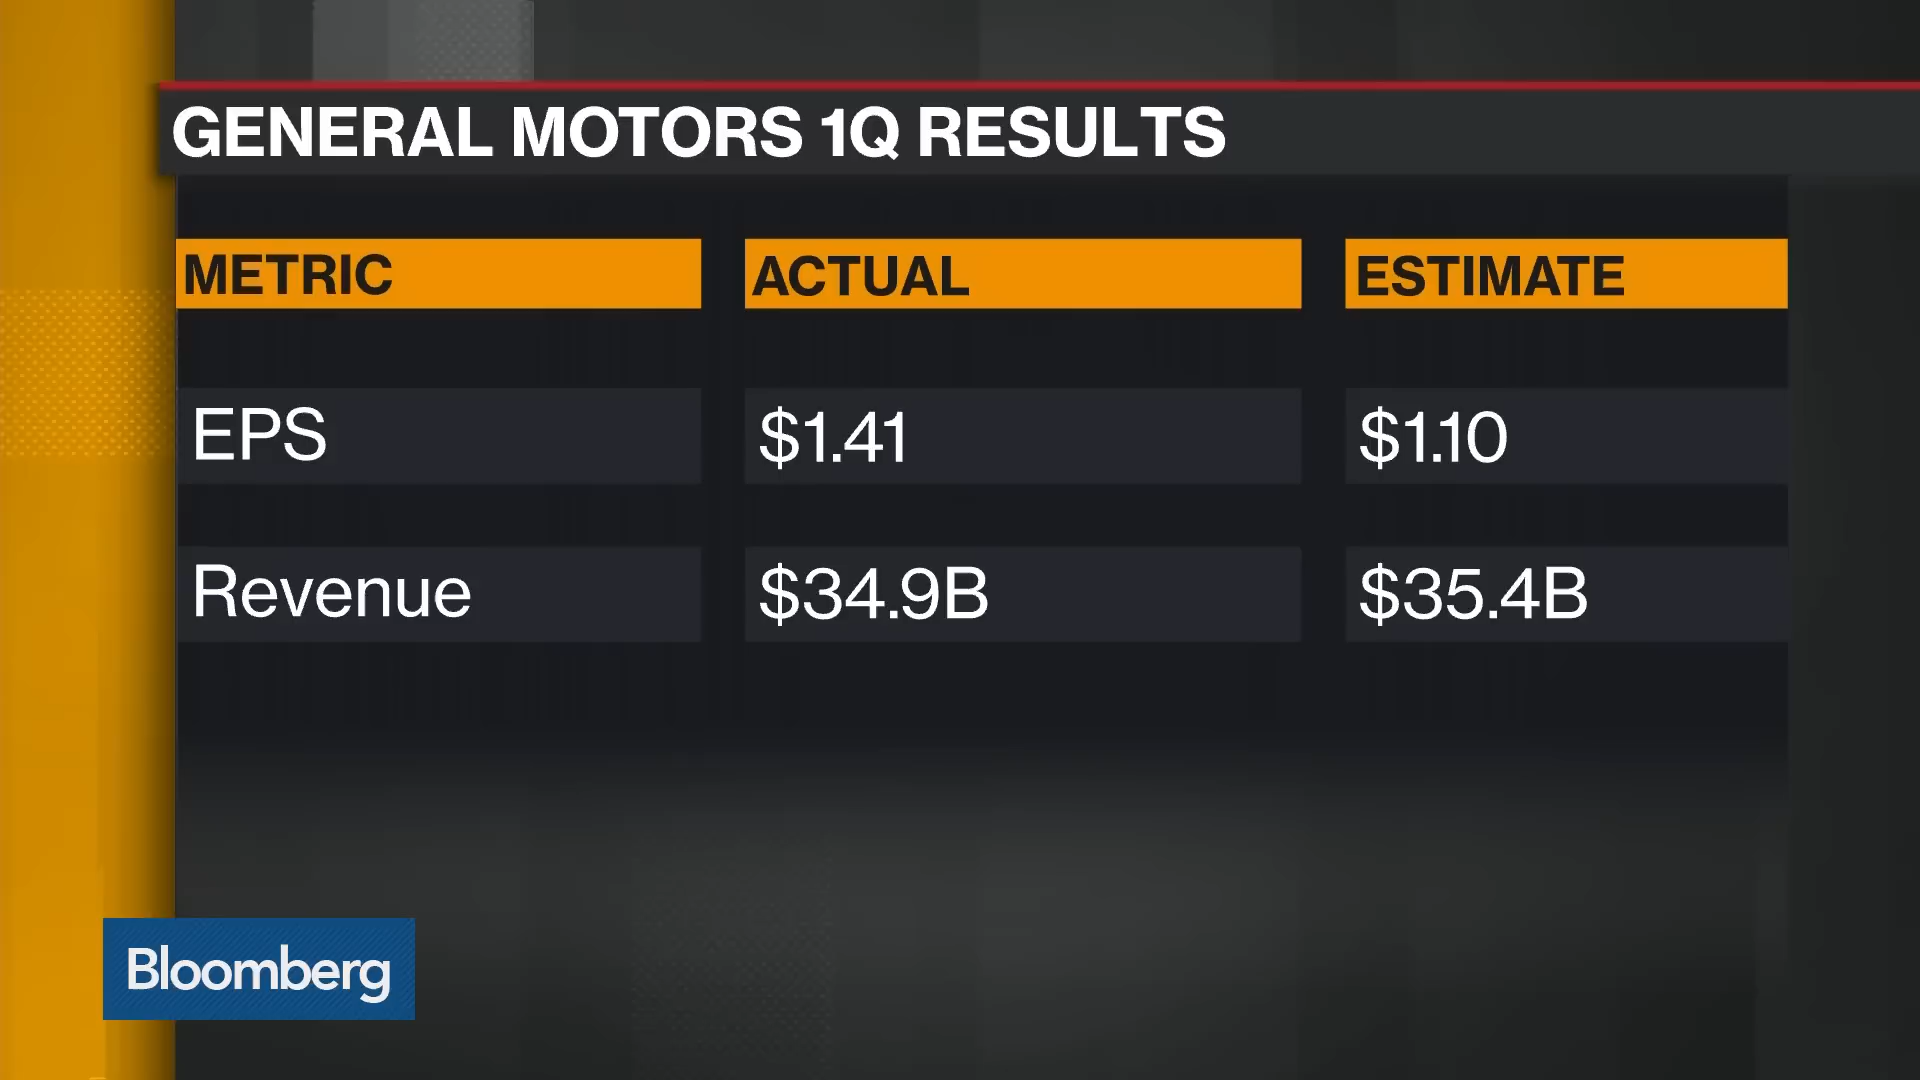 GENERAL MOTORS 1Q RESULTS
METRIC ACTUAL ESTIMATE
EPS $1.41 $1.10
Revenue $34.9B $35.4B
Bloomberg